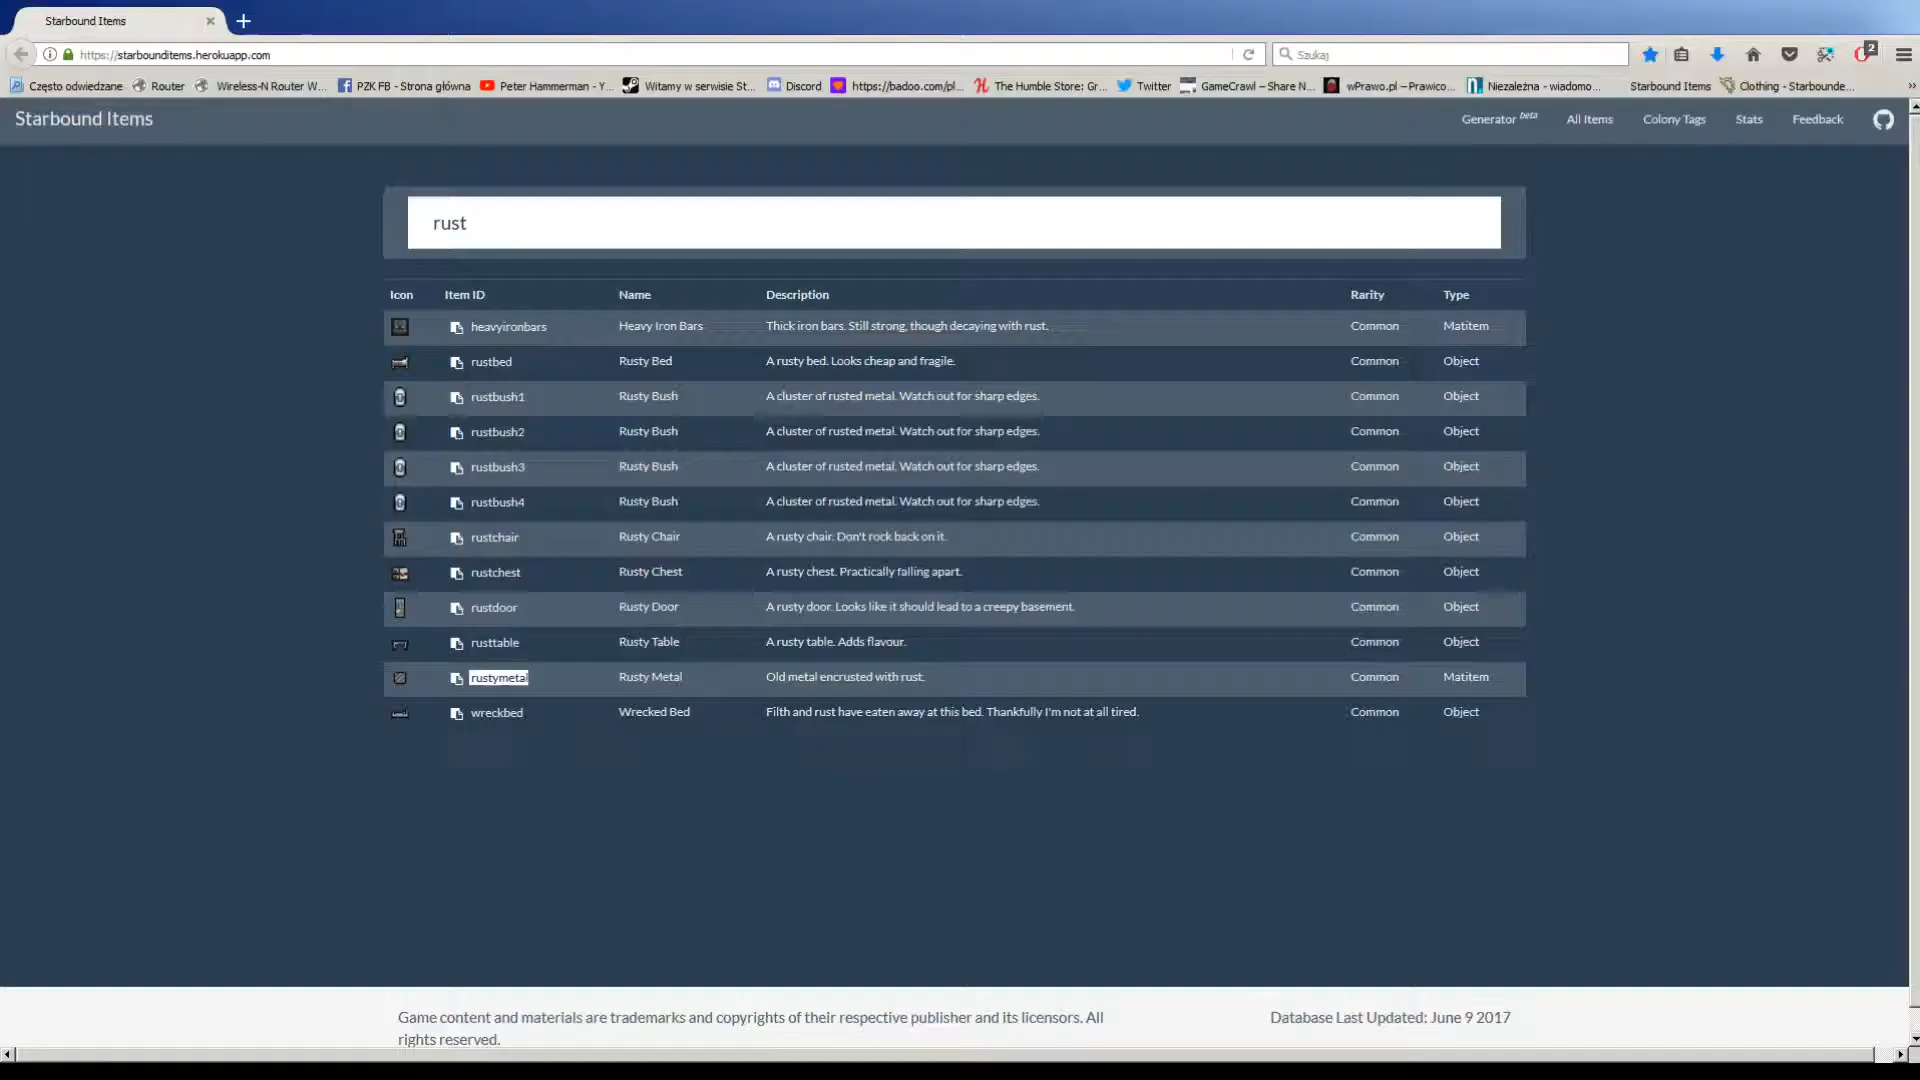 Starbound Items
https://starbounditems.herokuapp.com
Szukaj
2
Często odwiedzane Router Wireless-N Router W... PZK FB - Strona główna Peter Hammerman - Y... Witamy w serwisie St... Discord https://badoo.com/pl... The Humble Store: Gr... Twitter GameCrawl – Share N... wPrawo.pl – Prawico... Niezależna - wiadomo... Starbound Items Clothing - Starbounde... »
Starbound Items Generator beta All Items Colony Tags Stats Feedback
rust
Icon Item ID Name Description Rarity Type
heavyironbars Heavy Iron Bars Thick iron bars. Still strong, though decaying with rust. Common Matitem
rustbed Rusty Bed A rusty bed. Looks cheap and fragile. Common Object
rustbush1 Rusty Bush A cluster of rusted metal. Watch out for sharp edges. Common Object
rustbush2 Rusty Bush A cluster of rusted metal. Watch out for sharp edges. Common Object
rustbush3 Rusty Bush A cluster of rusted metal. Watch out for sharp edges. Common Object
rustbush4 Rusty Bush A cluster of rusted metal. Watch out for sharp edges. Common Object
rustchair Rusty Chair A rusty chair. Don't rock back on it. Common Object
rustchest Rusty Chest A rusty chest. Practically falling apart. Common Object
rustdoor Rusty Door A rusty door. Looks like it should lead to a creepy basement. Common Object
rusttable Rusty Table A rusty table. Adds flavour. Common Object
rustymetal Rusty Metal Old metal encrusted with rust. Common Matitem
wreckbed Wrecked Bed Filth and rust have eaten away at this bed. Thankfully I'm not at all tired. Common Object
Game content and materials are trademarks and copyrights of their respective publisher and its licensors. All
rights reserved.
Database Last Updated: June 9 2017